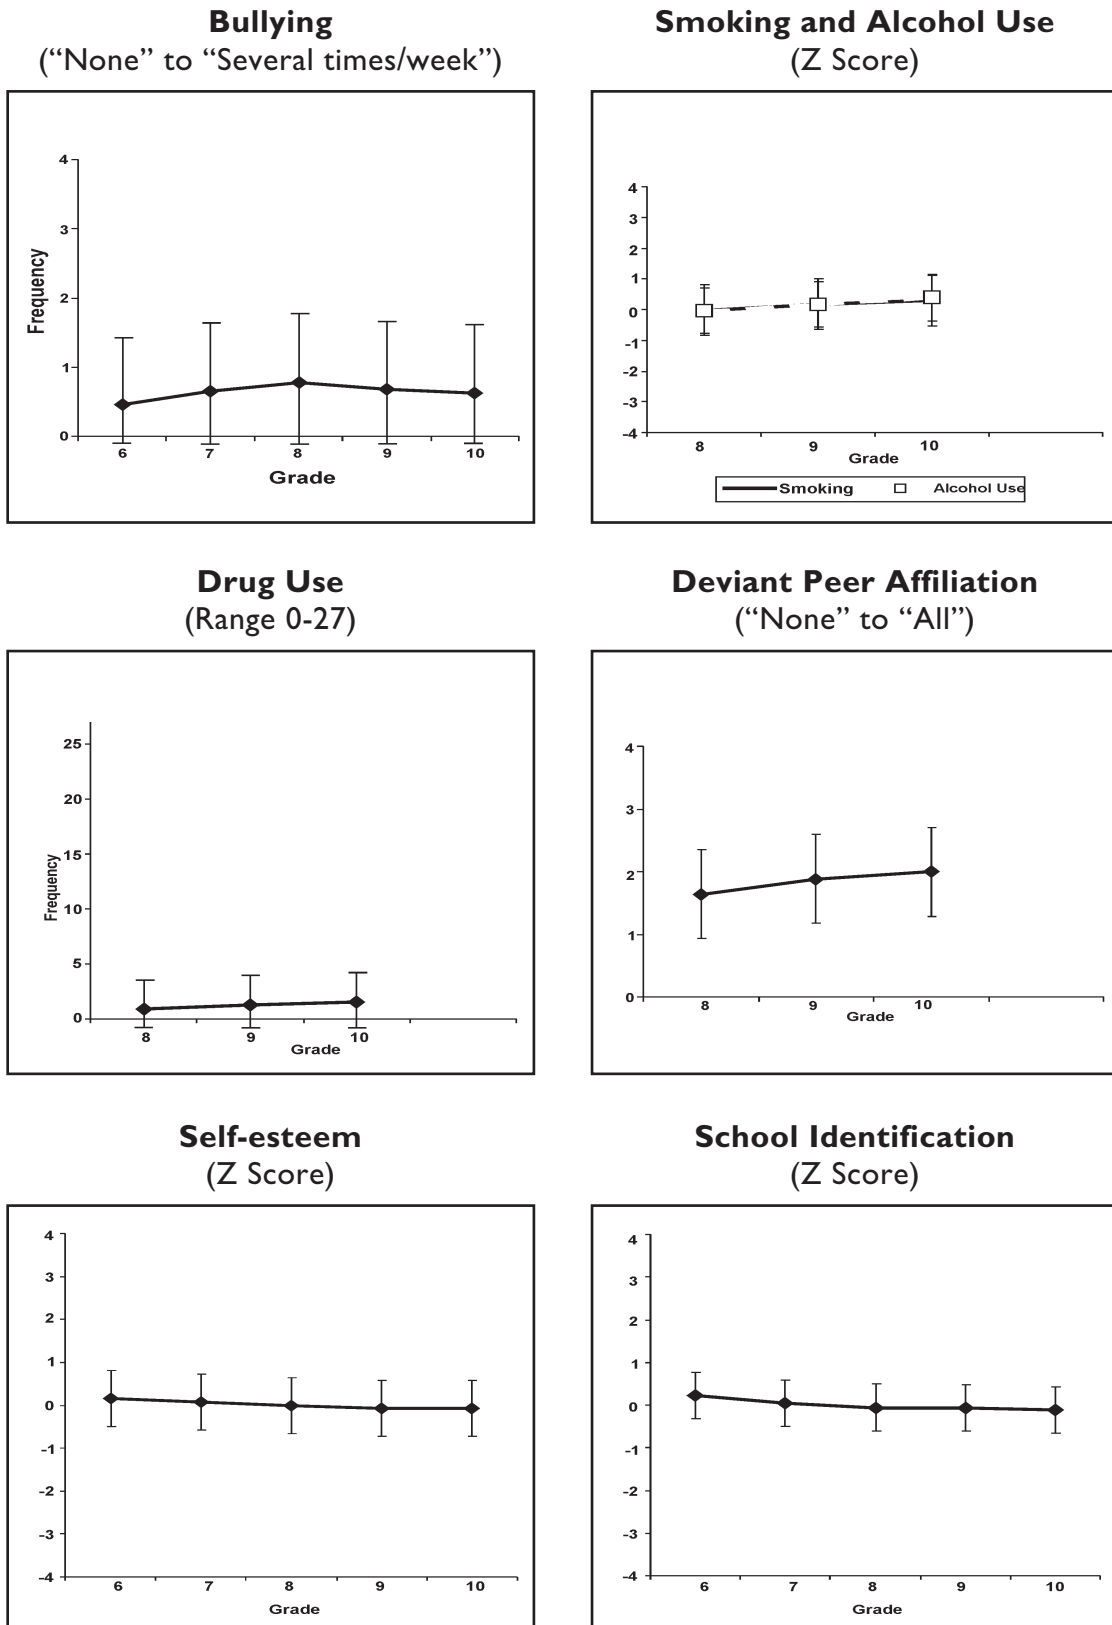 Bullying
(“None” to “Several times/week”)
4
3
2
1
0
Frequency
6 7 8 9 10
Grade
Smoking and Alcohol Use
(Z Score)
4
3
2
1
0
-1
-2
-3
-4
8 9 10
Grade
Smoking Alcohol Use
Drug Use
(Range 0-27)
25
20
15
10
5
0
Frequency
8 9 10
Grade
Deviant Peer Affiliation
(“None” to “All”)
4
3
2
1
0
8 9 10
Grade
Self-esteem
(Z Score)
4
3
2
1
0
-1
-2
-3
-4
6 7 8 9 10
Grade
School Identification
(Z Score)
4
3
2
1
0
-1
-2
-3
-4
6 7 8 9 10
Grade